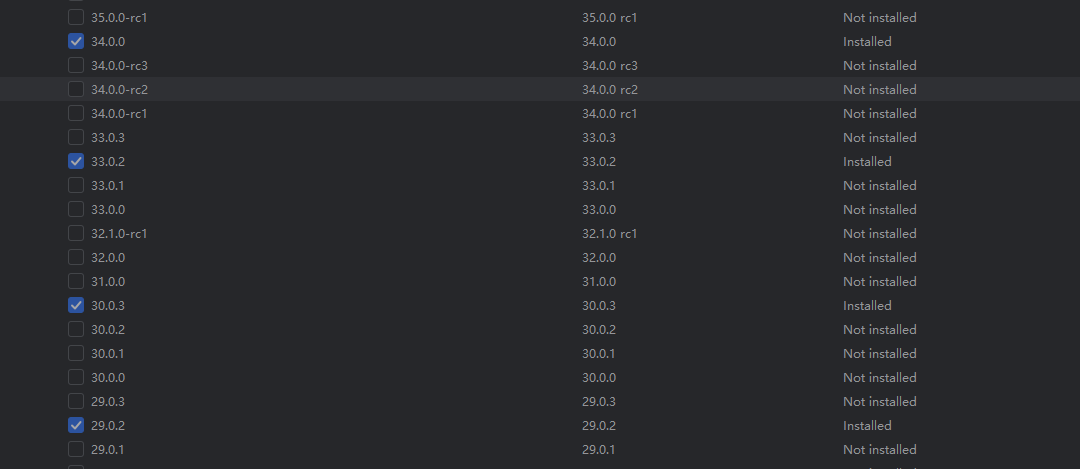 35.0.0-rc1 35.0.0 rc1 Not installed
34.0.0 34.0.0 Installed
34.0.0-rc3 34.0.0 rc3 Not installed
34.0.0-rc2 34.0.0 rc2 Not installed
34.0.0-rc1 34.0.0 rc1 Not installed
33.0.3 33.0.3 Not installed
33.0.2 33.0.2 Installed
33.0.1 33.0.1 Not installed
33.0.0 33.0.0 Not installed
32.1.0-rc1 32.1.0 rc1 Not installed
32.0.0 32.0.0 Not installed
31.0.0 31.0.0 Not installed
30.0.3 30.0.3 Installed
30.0.2 30.0.2 Not installed
30.0.1 30.0.1 Not installed
30.0.0 30.0.0 Not installed
29.0.3 29.0.3 Not installed
29.0.2 29.0.2 Installed
29.0.1 29.0.1 Not installed